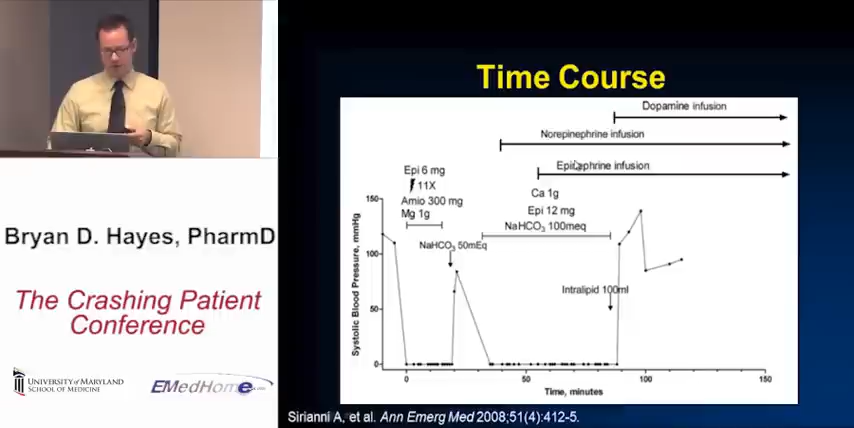 Time Course
Dopamine infusion
Norepinephrine infusion
Epinephrine infusion
Epi 6 mg
11X
Amio 300 mg
Mg 1g
Ca 1g
Epi 12 mg
NaHCO₃ 100meq
NaHCO₃ 50mEq
Intralipid 100ml
Systolic Blood Pressure, mmHg
150
100
50
0
0
50
100
150
Time, minutes
Sirianni A, et al. Ann Emerg Med 2008;51(4):412-5.
Bryan D. Hayes, PharmD
The Crashing Patient
Conference
UNIVERSITY OF MARYLAND
SCHOOL OF MEDICINE
EMedHome